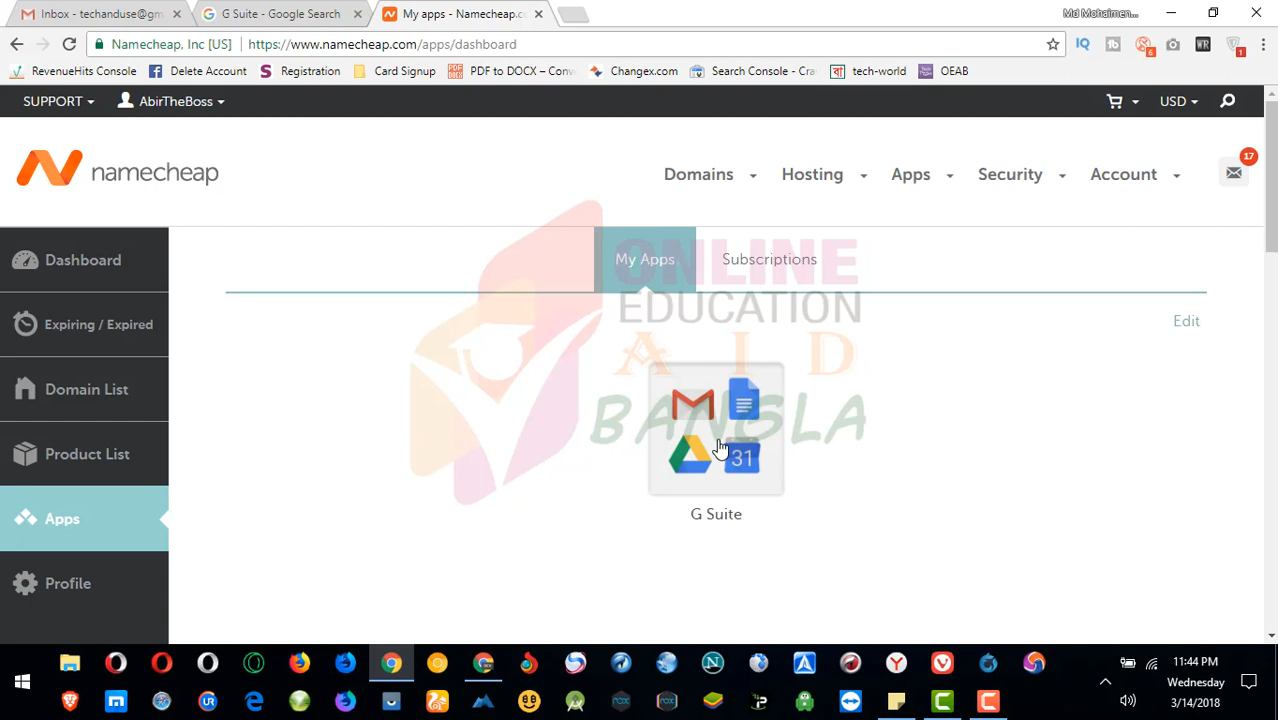 Inbox - techanduse@gm
G Suite - Google Search
My apps - Namecheap.c
Md Mohaimen...
Namecheap, Inc [US]
https://www.namecheap.com/apps/dashboard
RevenueHits Console
Delete Account
Registration
Card Signup
PDF to DOCX – Conv
Changex.com
Search Console - Cra
tech-world
OEAB
SUPPORT
AbirTheBoss
USD
namecheap
Domains
Hosting
Apps
Security
Account
17
Dashboard
Expiring / Expired
Domain List
Product List
Apps
Profile
My Apps
Subscriptions
Edit
ONLINE
EDUCATION
AID
BANGLA
31
G Suite
11:44 PM
Wednesday
3/14/2018